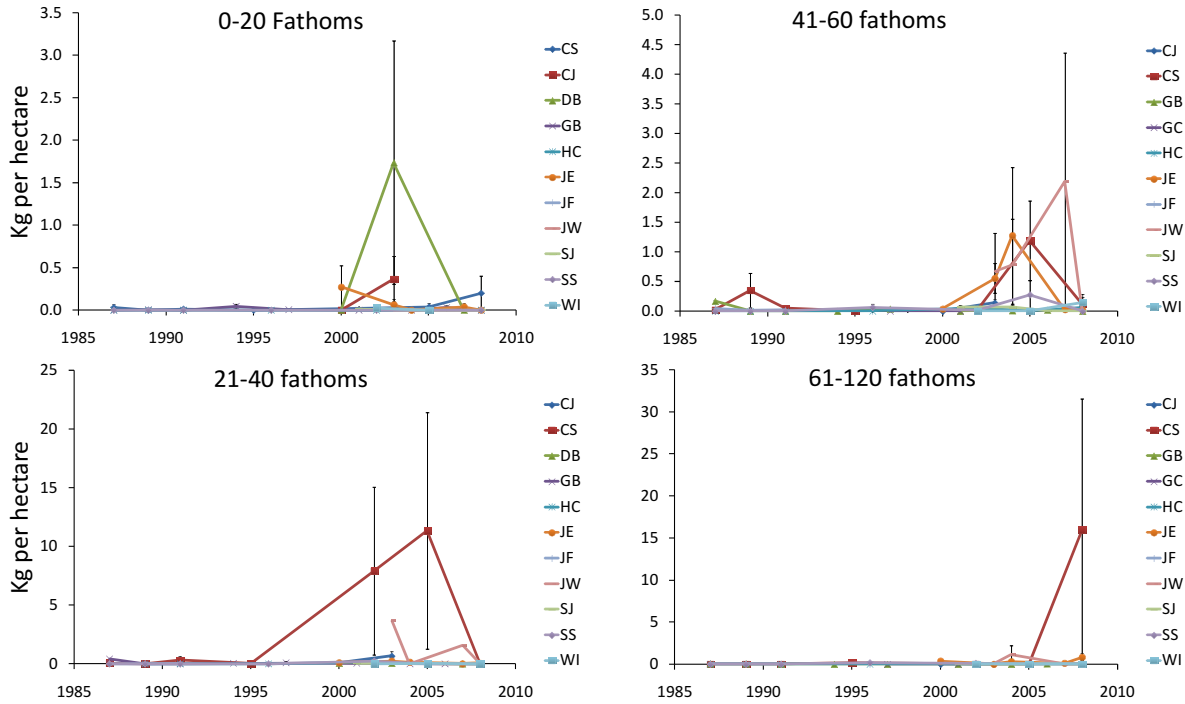 0-20 Fathoms
Kg per hectare
3.5
3.0
2.5
2.0
1.5
1.0
0.5
0.0
1985 1990 1995 2000 2005 2010
CS
CJ
DB
GB
HC
JE
JF
JW
SJ
SS
WI
41-60 fathoms
5.0
4.5
4.0
3.5
3.0
2.5
2.0
1.5
1.0
0.5
0.0
1985 1990 1995 2000 2005 2010
CJ
CS
GB
GC
HC
JE
JF
JW
SJ
SS
WI
21-40 fathoms
Kg per hectare
25
20
15
10
5
0
1985 1990 1995 2000 2005 2010
CJ
CS
DB
GB
HC
JE
JF
JW
SJ
SS
WI
61-120 fathoms
35
30
25
20
15
10
5
0
1985 1990 1995 2000 2005 2010
CJ
CS
GB
GC
HC
JE
JF
JW
SJ
SS
WI